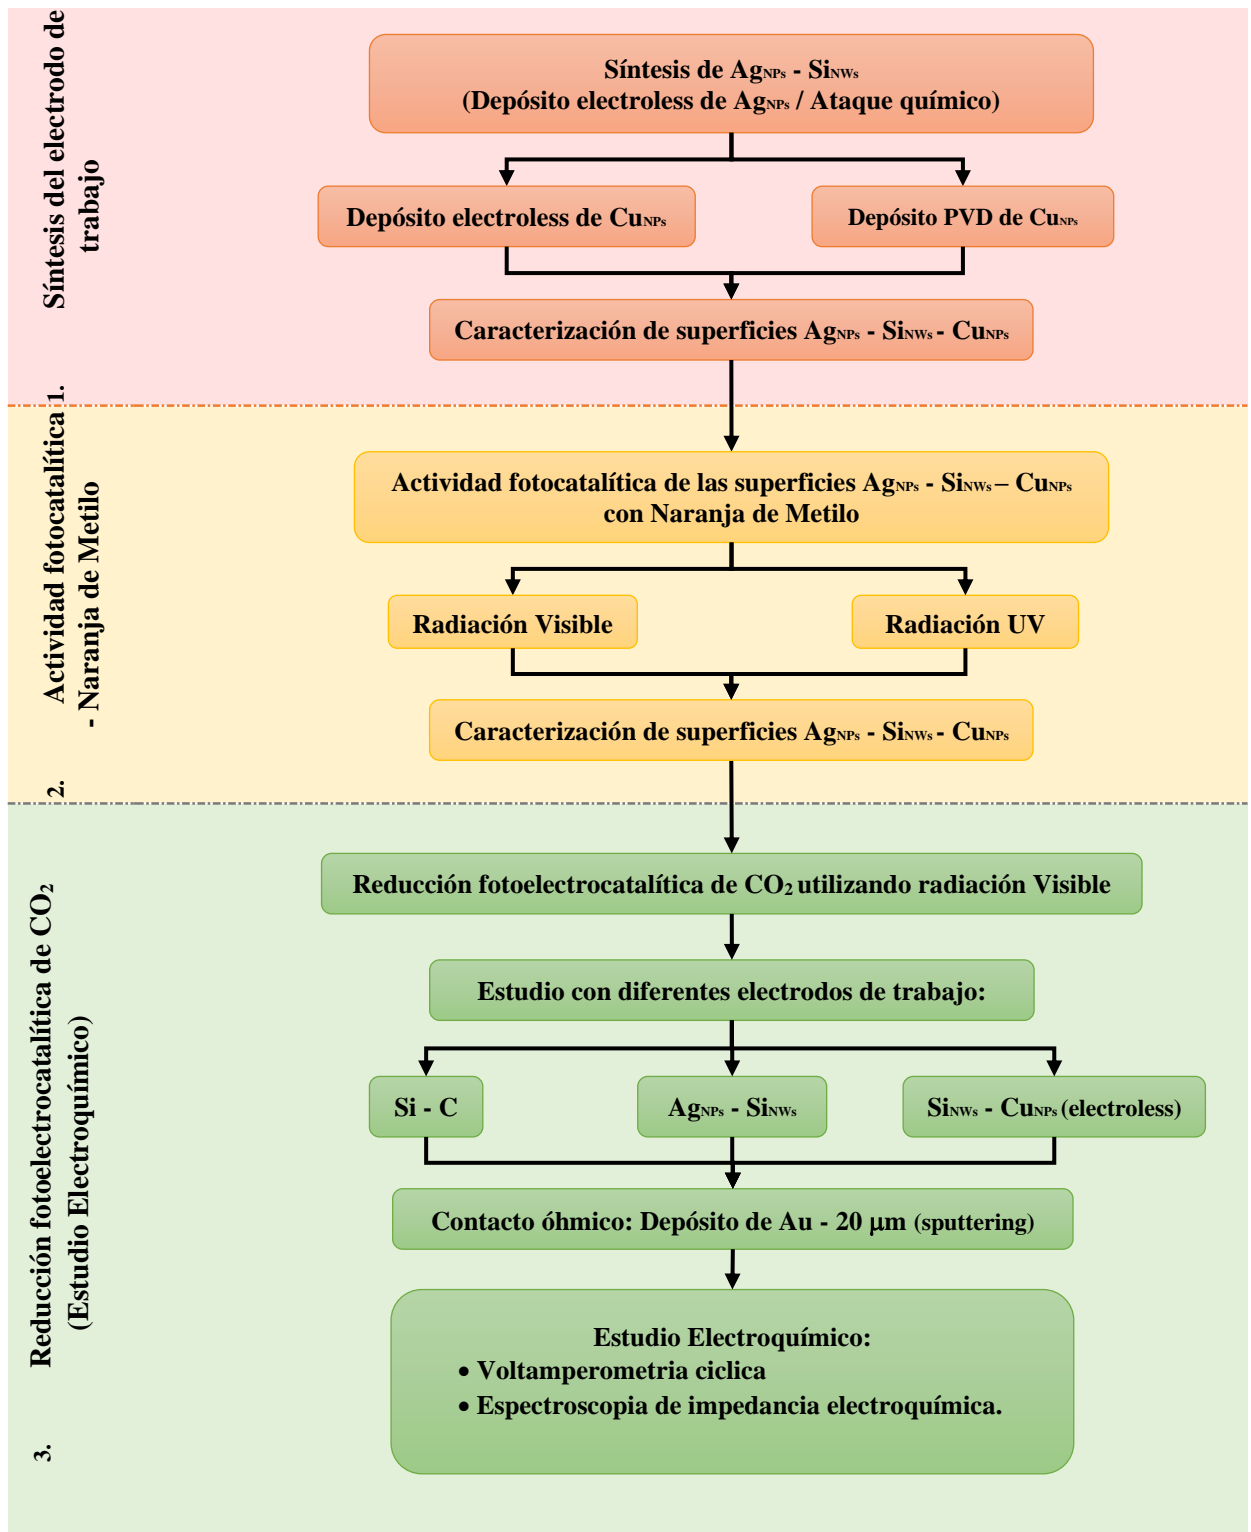 1. Síntesis del electrodo de
trabajo
Síntesis de AgNPs - SiNWs
(Depósito electroless de AgNPs / Ataque químico)
Depósito electroless de CuNPs
Depósito PVD de CuNPs
Caracterización de superficies AgNPs - SiNWs - CuNPs
2. Actividad fotocatalítica
- Naranja de Metilo
Actividad fotocatalítica de las superficies AgNPs - SiNWs – CuNPs
con Naranja de Metilo
Radiación Visible
Radiación UV
Caracterización de superficies AgNPs - SiNWs - CuNPs
3. Reducción fotoelectrocatalítica de CO2
(Estudio Electroquímico)
Reducción fotoelectrocatalítica de CO2 utilizando radiación Visible
Estudio con diferentes electrodos de trabajo:
Si - C
AgNPs - SiNWs
SiNWs - CuNPs (electroless)
Contacto óhmico: Depósito de Au - 20 μm (sputtering)
Estudio Electroquímico:
• Voltamperometria ciclica
• Espectroscopia de impedancia electroquímica.